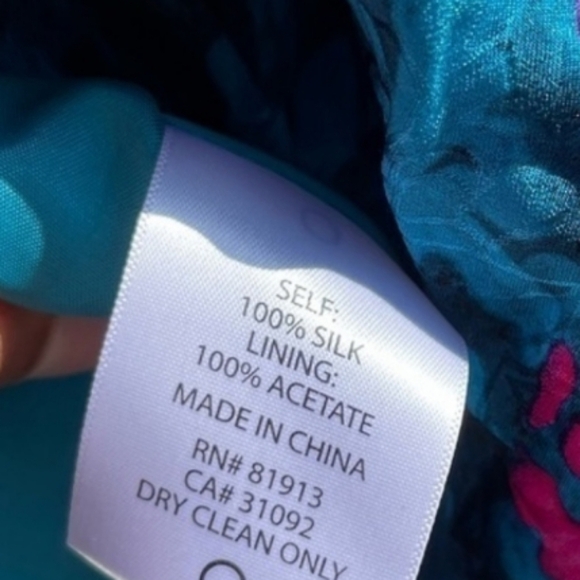 SELF:
100% SILK
LINING:
100% ACETATE
MADE IN CHINA
RN# 81913
CA# 31092
DRY CLEAN ONLY